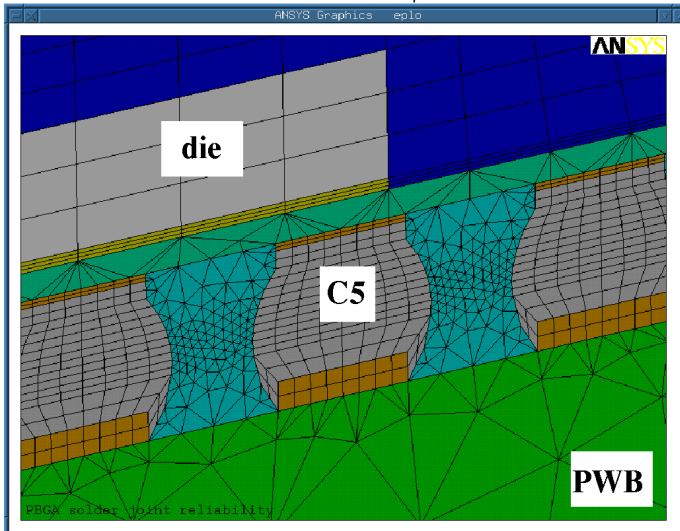 ANSYS Graphics eplo
ANSYS
die
C5
PWB
PBGA solder joint reliability